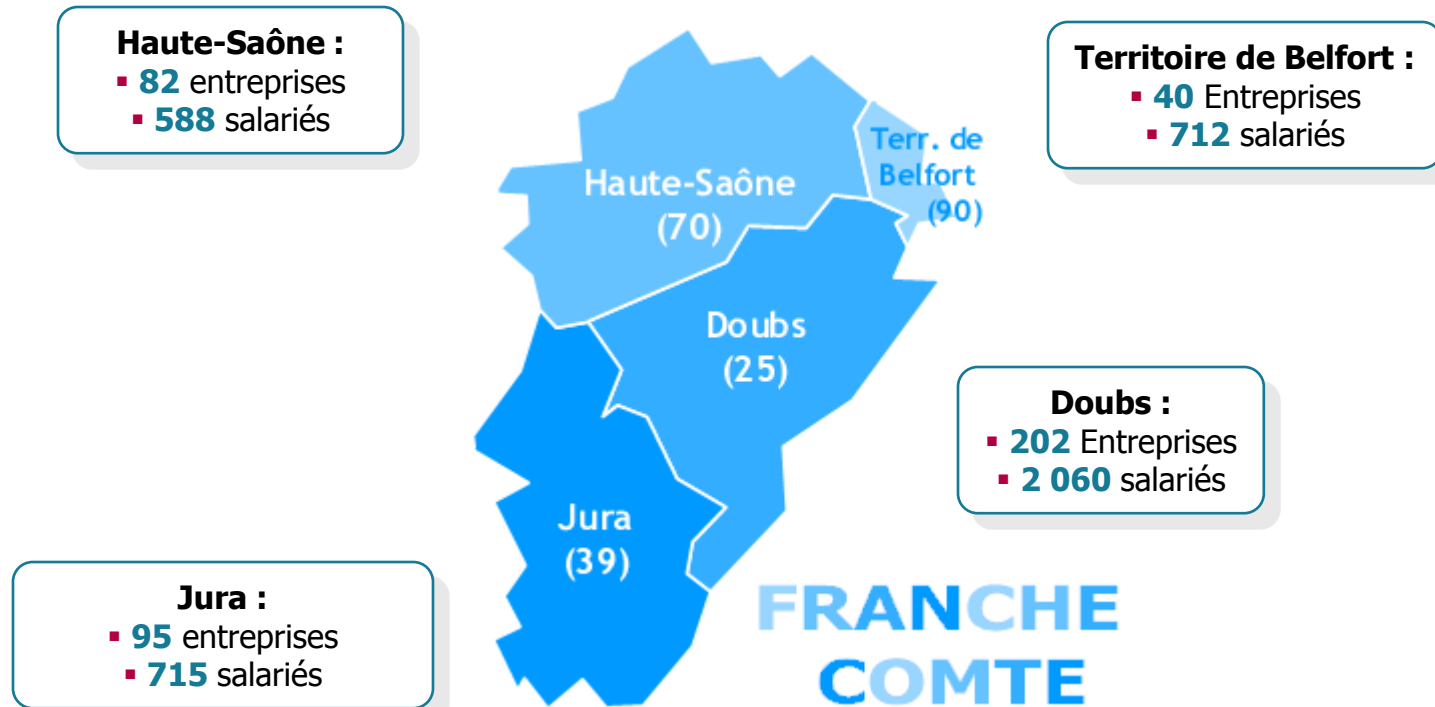 Haute-Saône :
▪ 82 entreprises
▪ 588 salariés
Territoire de Belfort :
▪ 40 Entreprises
▪ 712 salariés
Terr. de
Belfort
(90)
Haute-Saône
(70)
Doubs
(25)
Doubs :
▪ 202 Entreprises
▪ 2 060 salariés
Jura
(39)
Jura :
▪ 95 entreprises
▪ 715 salariés
FRANCHE
COMTE